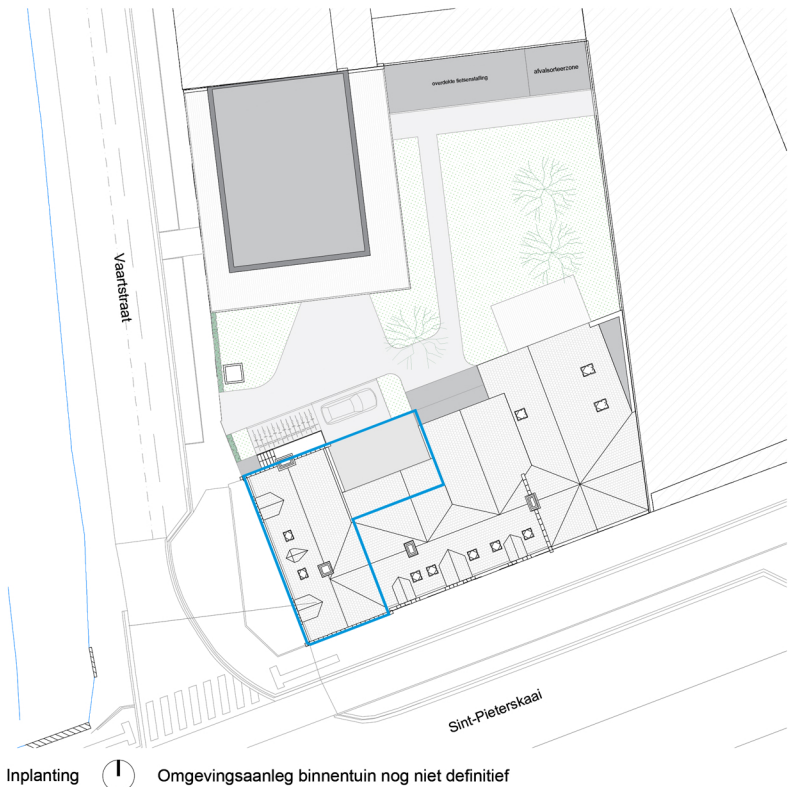 overdekte fietsenstalling
afvalsorteerzone
Vaartstraat
Sint-Pieterskaai
Inplanting
Omgevingsaanleg binnentuin nog niet definitief